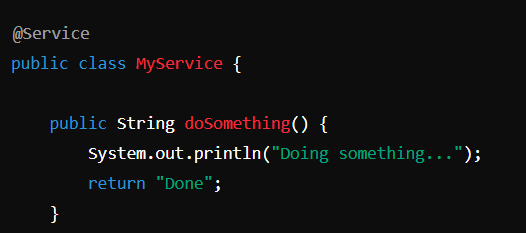 @Service
public class MyService {
public String doSomething() {
System.out.println("Doing something...");
return "Done";
}